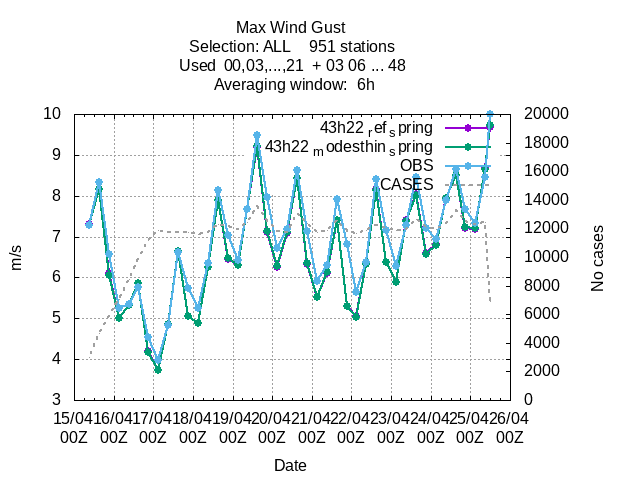 Max Wind Gust
Selection: ALL 951 stations
Used 00,03,...,21 + 03 06 ... 48
Averaging window: 6h
10
9
8
7
6
5
4
3
m/s
43h22 ref spring
43h22 modesthin spring
OBS
CASES
20000
18000
16000
14000
12000
10000
8000
6000
4000
2000
0
No cases
15/04 16/04 17/04 18/04 19/04 20/04 21/04 22/04 23/04 24/04 25/04 26/04
00Z 00Z 00Z 00Z 00Z 00Z 00Z 00Z 00Z 00Z 00Z 00Z
Date